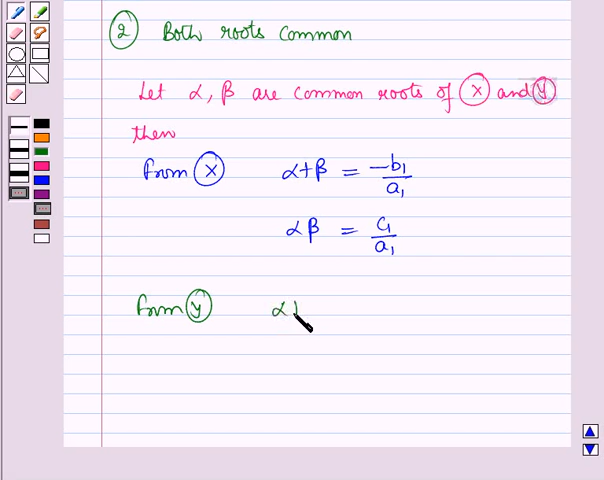 ② Both roots common
Let α, β are common roots of Ⓧ and ⓨ
then
from Ⓧ α+β = -b₁/a₁
αβ = c₁/a₁
from ⓨ α